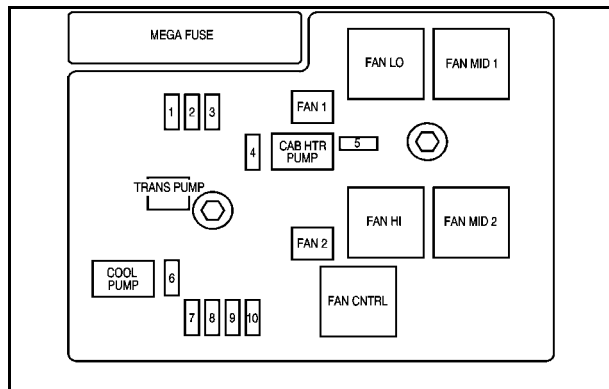 MEGA FUSE
FAN LO
FAN MID 1
1
2
3
FAN 1
4
CAB HTR
PUMP
5
TRANS PUMP
FAN HI
FAN MID 2
FAN 2
COOL
PUMP
6
FAN CNTRL
7
8
9
10